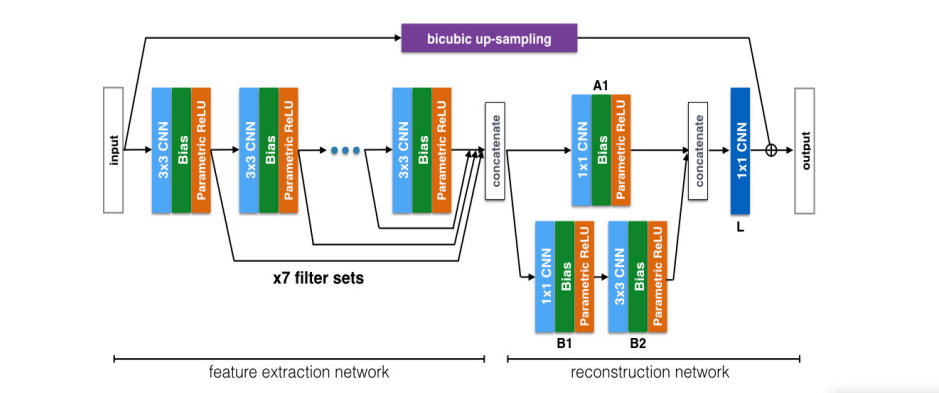 bicubic up-sampling
input
3x3 CNN
Bias
Parametric ReLU
3x3 CNN
Bias
Parametric ReLU
3x3 CNN
Bias
Parametric ReLU
concatenate
A1
1x1 CNN
Bias
Parametric ReLU
concatenate
1x1 CNN
L
output
x7 filter sets
1x1 CNN
Bias
Parametric ReLU
B1
3x3 CNN
Bias
Parametric ReLU
B2
feature extraction network
reconstruction network